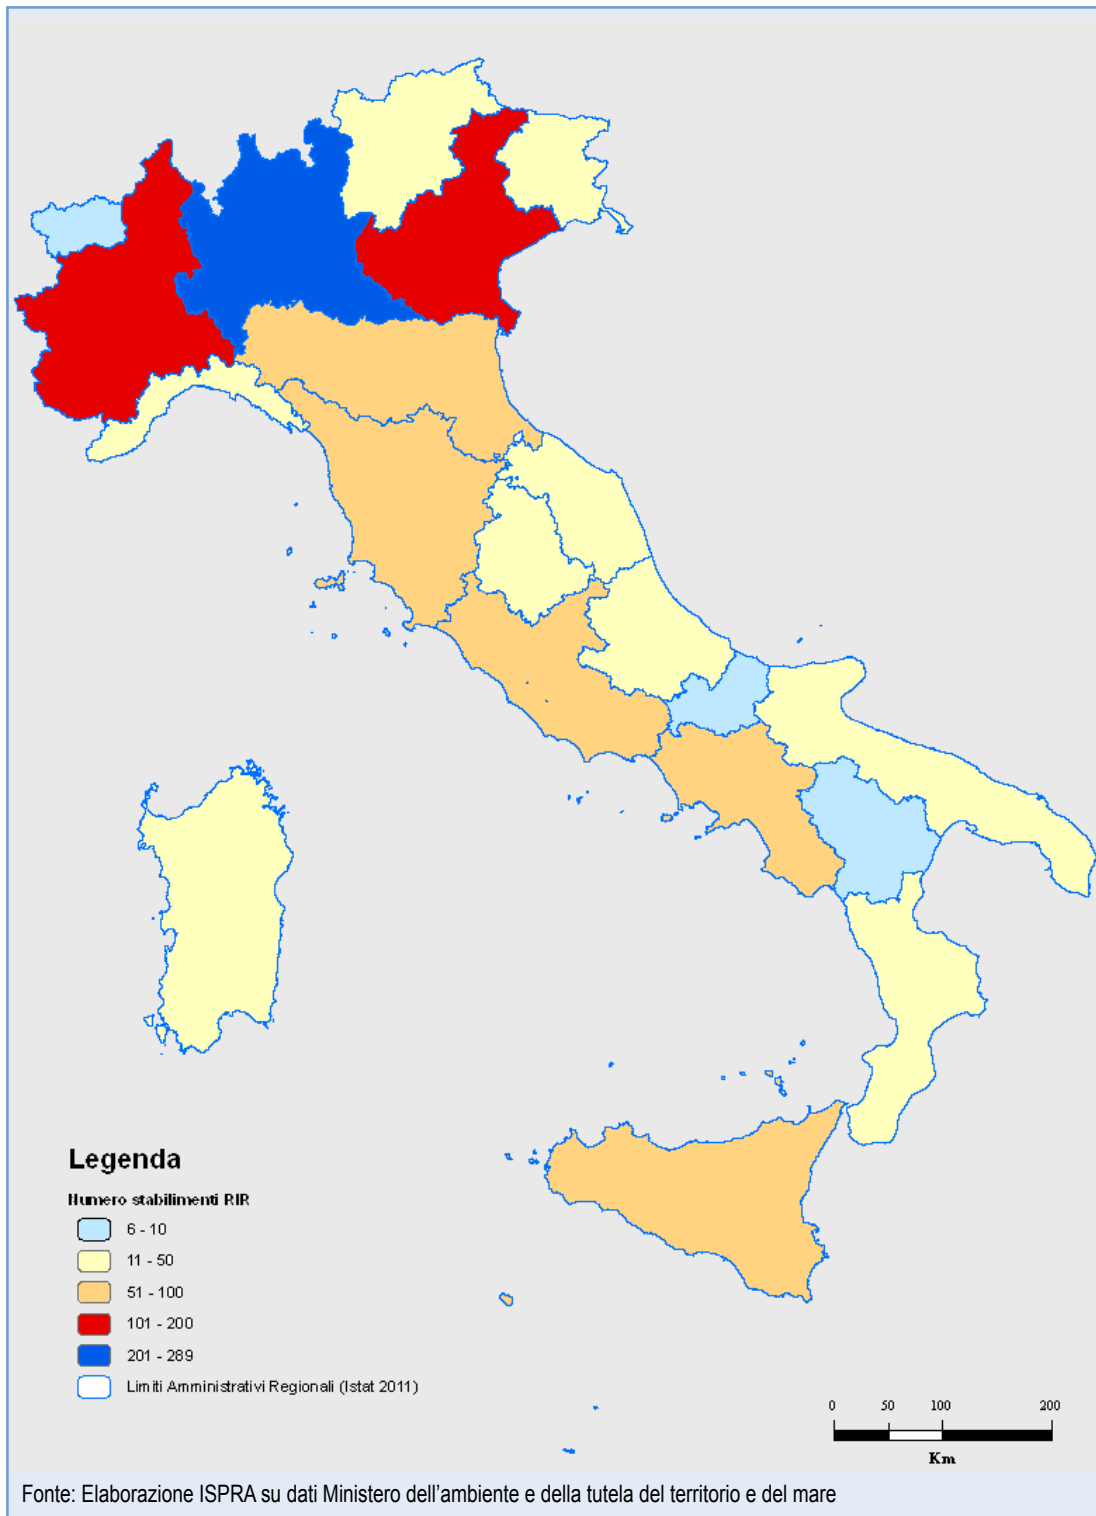 Legenda
Numero stabilimenti RIR
6 - 10
11 - 50
51 - 100
101 - 200
201 - 289
Limiti Amministrativi Regionali (Istat 2011)
0 50 100 200
Km
Fonte: Elaborazione ISPRA su dati Ministero dell'ambiente e della tutela del territorio e del mare